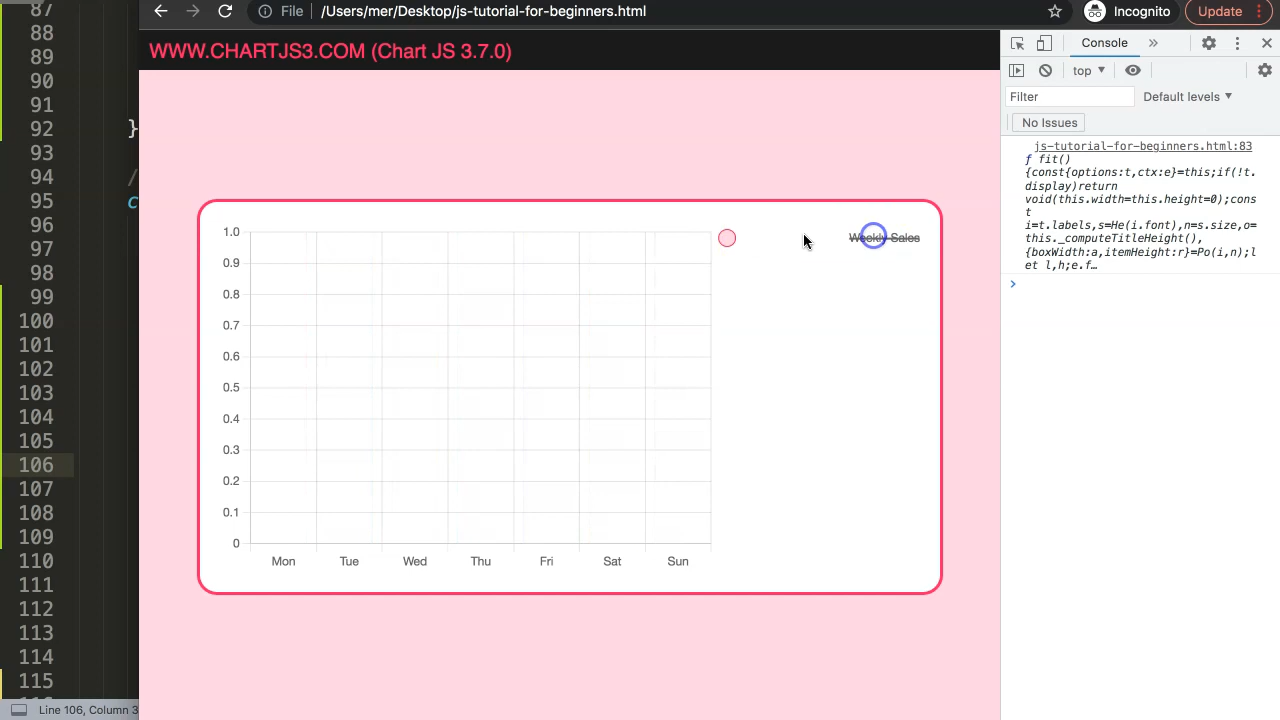 87
88
89
90
91
92 }
93
94 /
95 c
96
97
98
99
100
101
102
103
104
105
106
107
108
109
110
111
112
113
114
115
Line 106, Column 3
File /Users/mer/Desktop/js-tutorial-for-beginners.html
Incognito
Update
WWW.CHARTJS3.COM (Chart JS 3.7.0)
1.0
0.9
0.8
0.7
0.6
0.5
0.4
0.3
0.2
0.1
0
Mon Tue Wed Thu Fri Sat Sun
Weekly Sales
Console
top
Filter
Default levels
No Issues
js-tutorial-for-beginners.html:83
ƒ fit()
{const{options:t,ctx:e}=this;if(!t.
display)return
void(this.width=this.height=0);cons
t
i=t.labels,s=He(i.font),n=s.size,o=
this._computeTitleHeight(),
{boxWidth:a,itemHeight:r}=Po(i,n);l
et l,h;e.f…